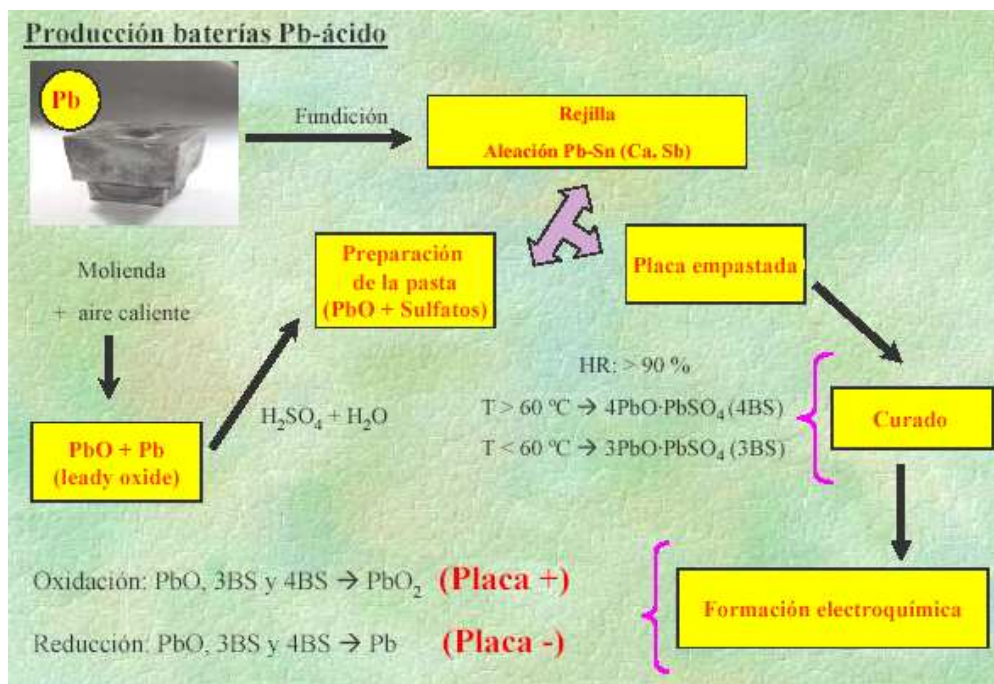 Producción baterías Pb-ácido
Pb
Fundición
Rejilla
Aleación Pb-Sn (Ca, Sb)
Molienda
+ aire caliente
Preparación
de la pasta
(PbO + Sulfatos)
Placa empastada
PbO + Pb
(leady oxide)
H₂SO₄ + H₂O
HR: > 90 %
T > 60 ºC → 4PbO·PbSO₄ (4BS)
T < 60 ºC → 3PbO·PbSO₄ (3BS)
Curado
Oxidación: PbO, 3BS y 4BS → PbO₂ (Placa +)
Reducción: PbO, 3BS y 4BS → Pb (Placa -)
Formación electroquímica